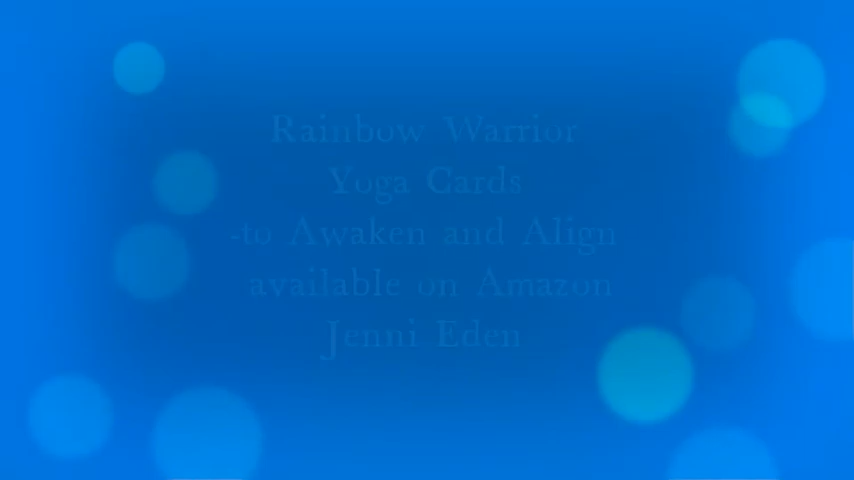 Rainbow Warrior
Yoga Cards
-to Awaken and Align
available on Amazon
Jenni Eden